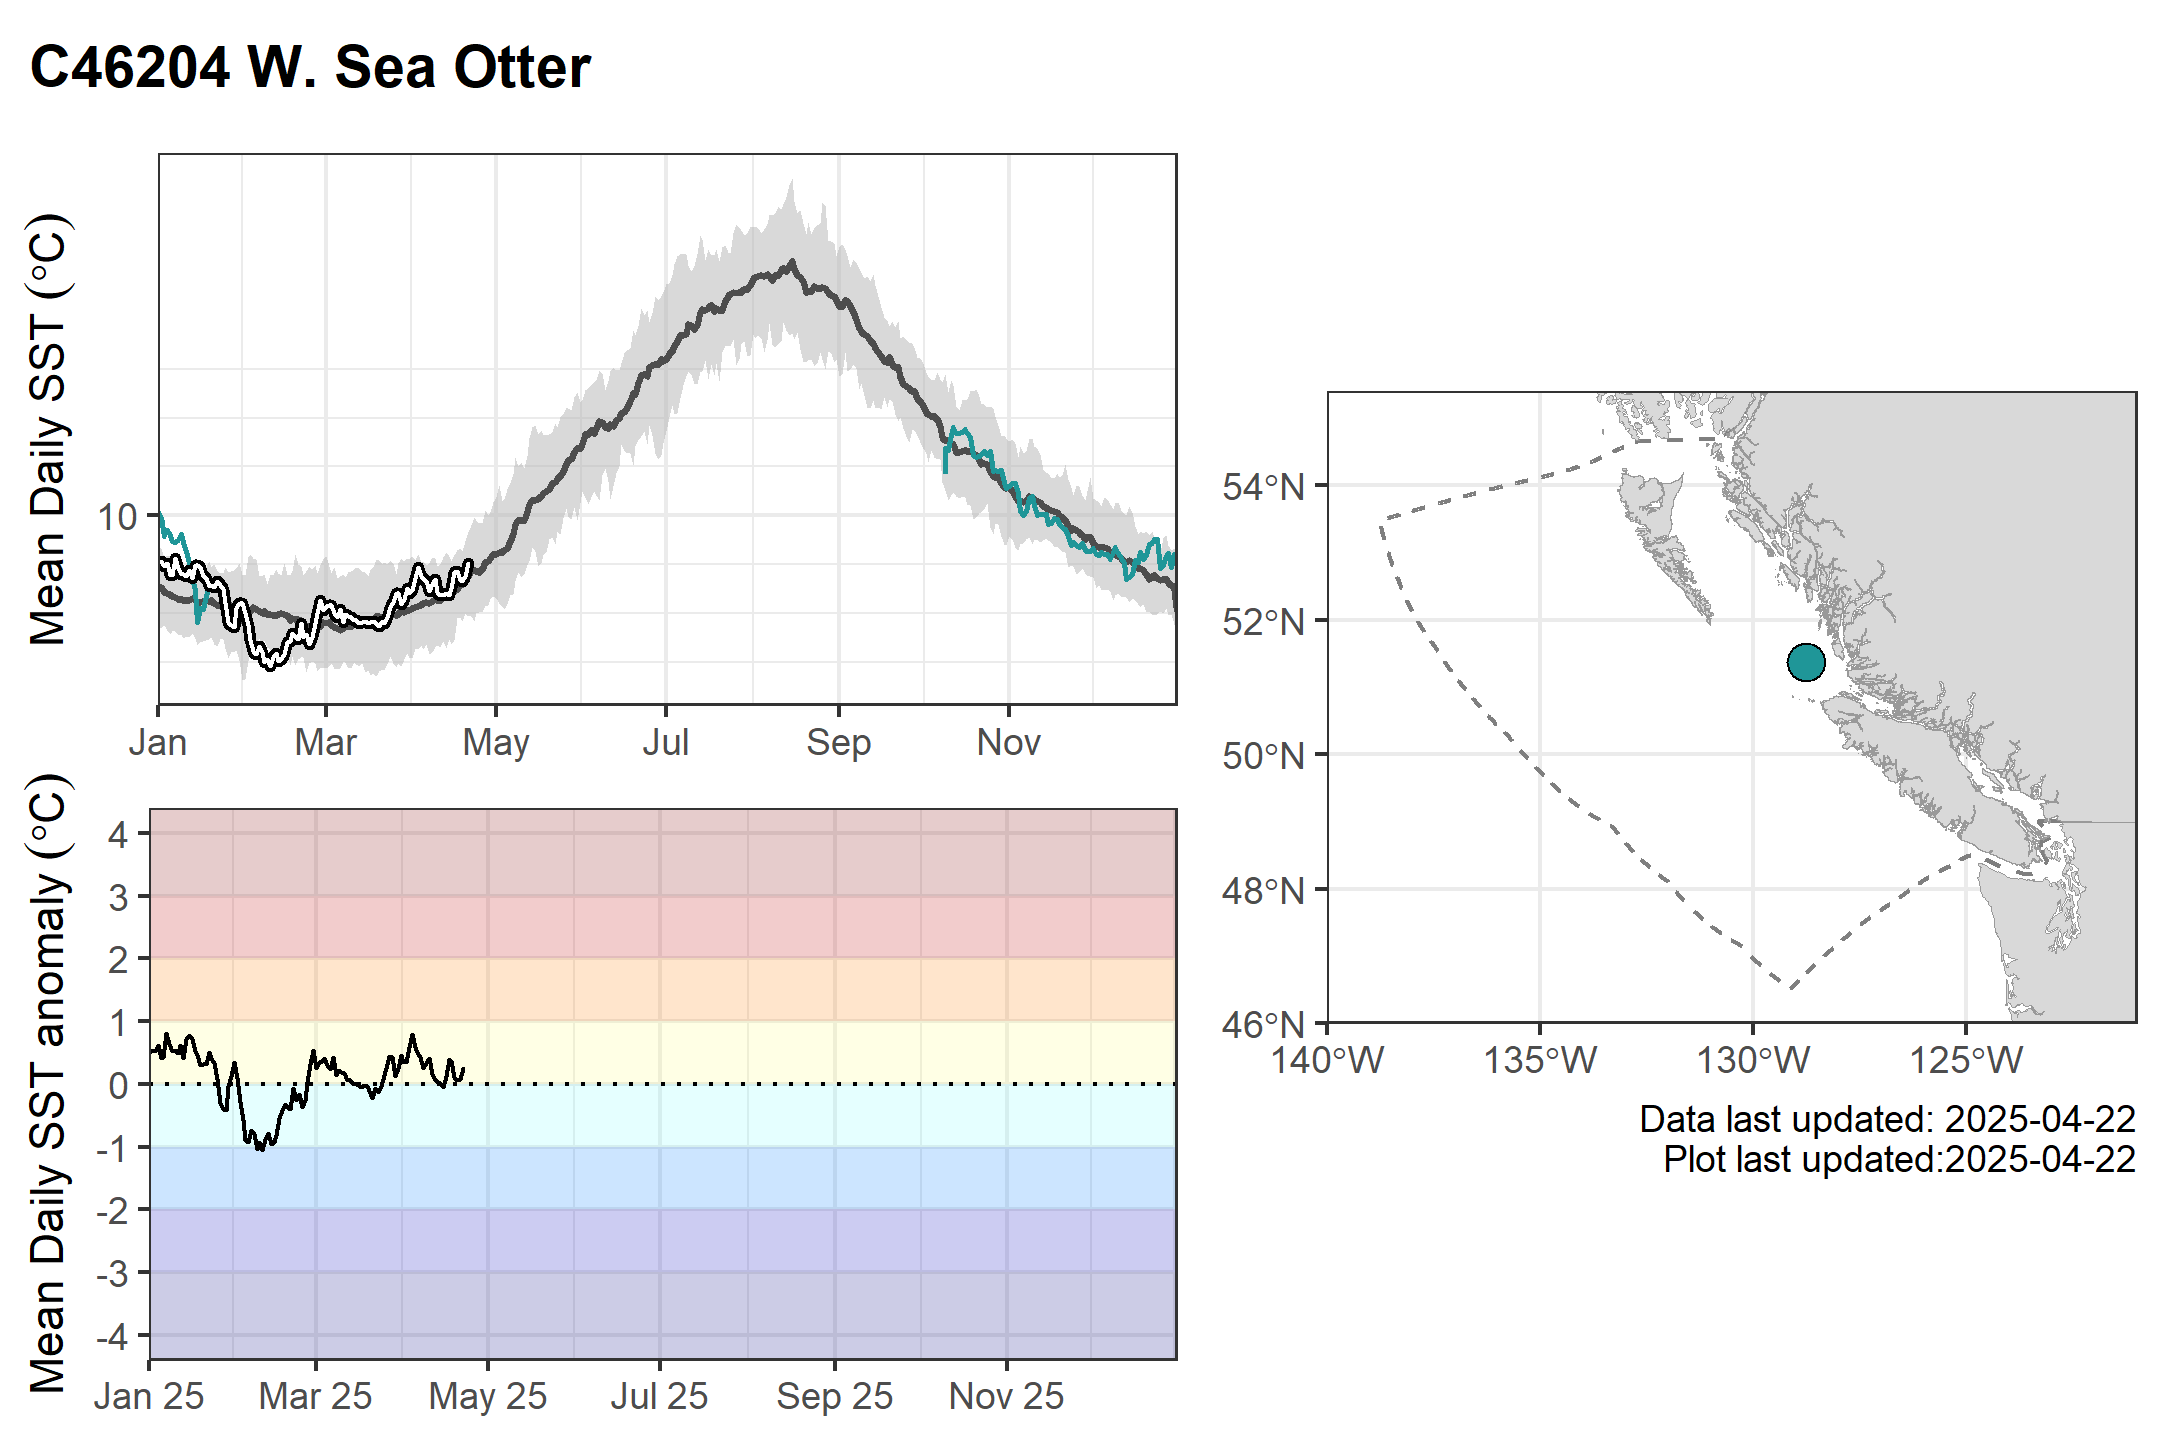 C46204 W. Sea Otter
Mean Daily SST (°C)
10
Jan Mar May Jul Sep Nov
Mean Daily SST anomaly (°C)
4
3
2
1
0
-1
-2
-3
-4
Jan 25 Mar 25 May 25 Jul 25 Sep 25 Nov 25
54°N
52°N
50°N
48°N
46°N
140°W 135°W 130°W 125°W
Data last updated: 2025-04-22
Plot last updated:2025-04-22